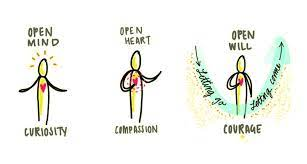 OPEN
MIND
CURIOSITY
OPEN
HEART
COMPASSION
OPEN
WILL
Letting go
Letting come
COURAGE